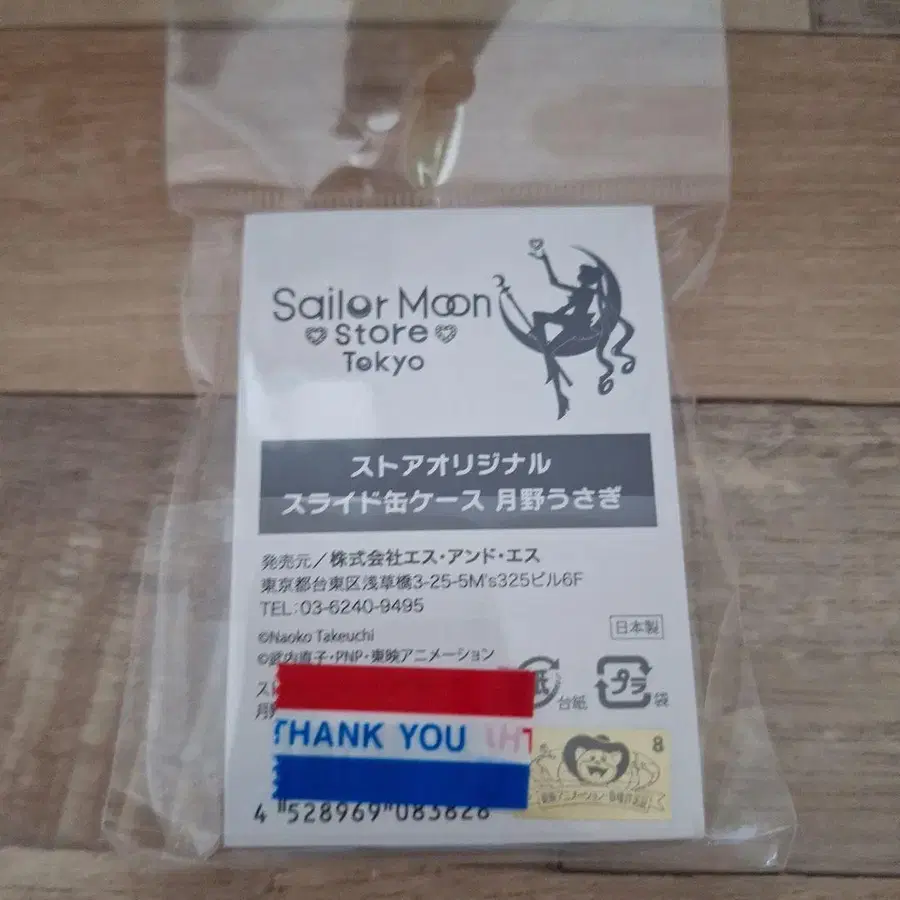 Sailor Moon
Store
Tokyo
ストアオリジナル
スライド缶ケース 月野うさぎ
発売元／株式会社エス・アンド・エス
東京都台東区浅草橋3-25-5M's325ビル6F
TEL:03-6240-9495
日本製
©Naoko Takeuchi
©武内直子・PNP・東映アニメーション
紙
台紙
プラ
袋
THANK YOU
8
4 528969 083828